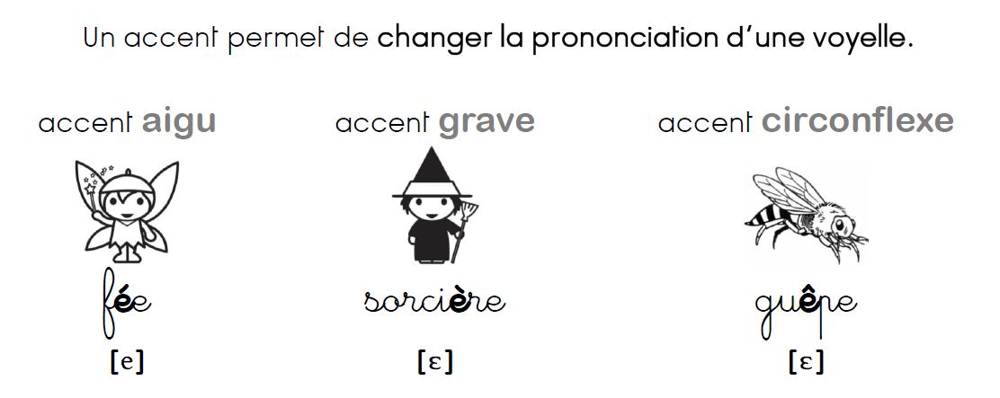 Un accent permet de changer la prononciation d'une voyelle.
accent aigu accent grave accent circonflexe
fée sorcière guêpe
[e] [ɛ] [ɛ]